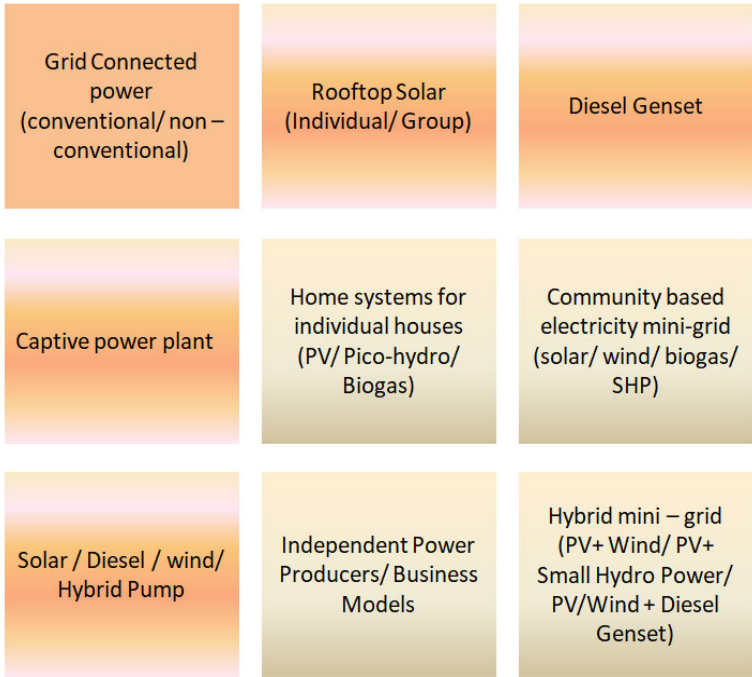 Grid Connected
power
(conventional/ non –
conventional)
Rooftop Solar
(Individual/ Group)
Diesel Genset
Captive power plant
Home systems for
individual houses
(PV/ Pico-hydro/
Biogas)
Community based
electricity mini-grid
(solar/ wind/ biogas/
SHP)
Solar / Diesel / wind/
Hybrid Pump
Independent Power
Producers/ Business
Models
Hybrid mini – grid
(PV+ Wind/ PV+
Small Hydro Power/
PV/Wind + Diesel
Genset)